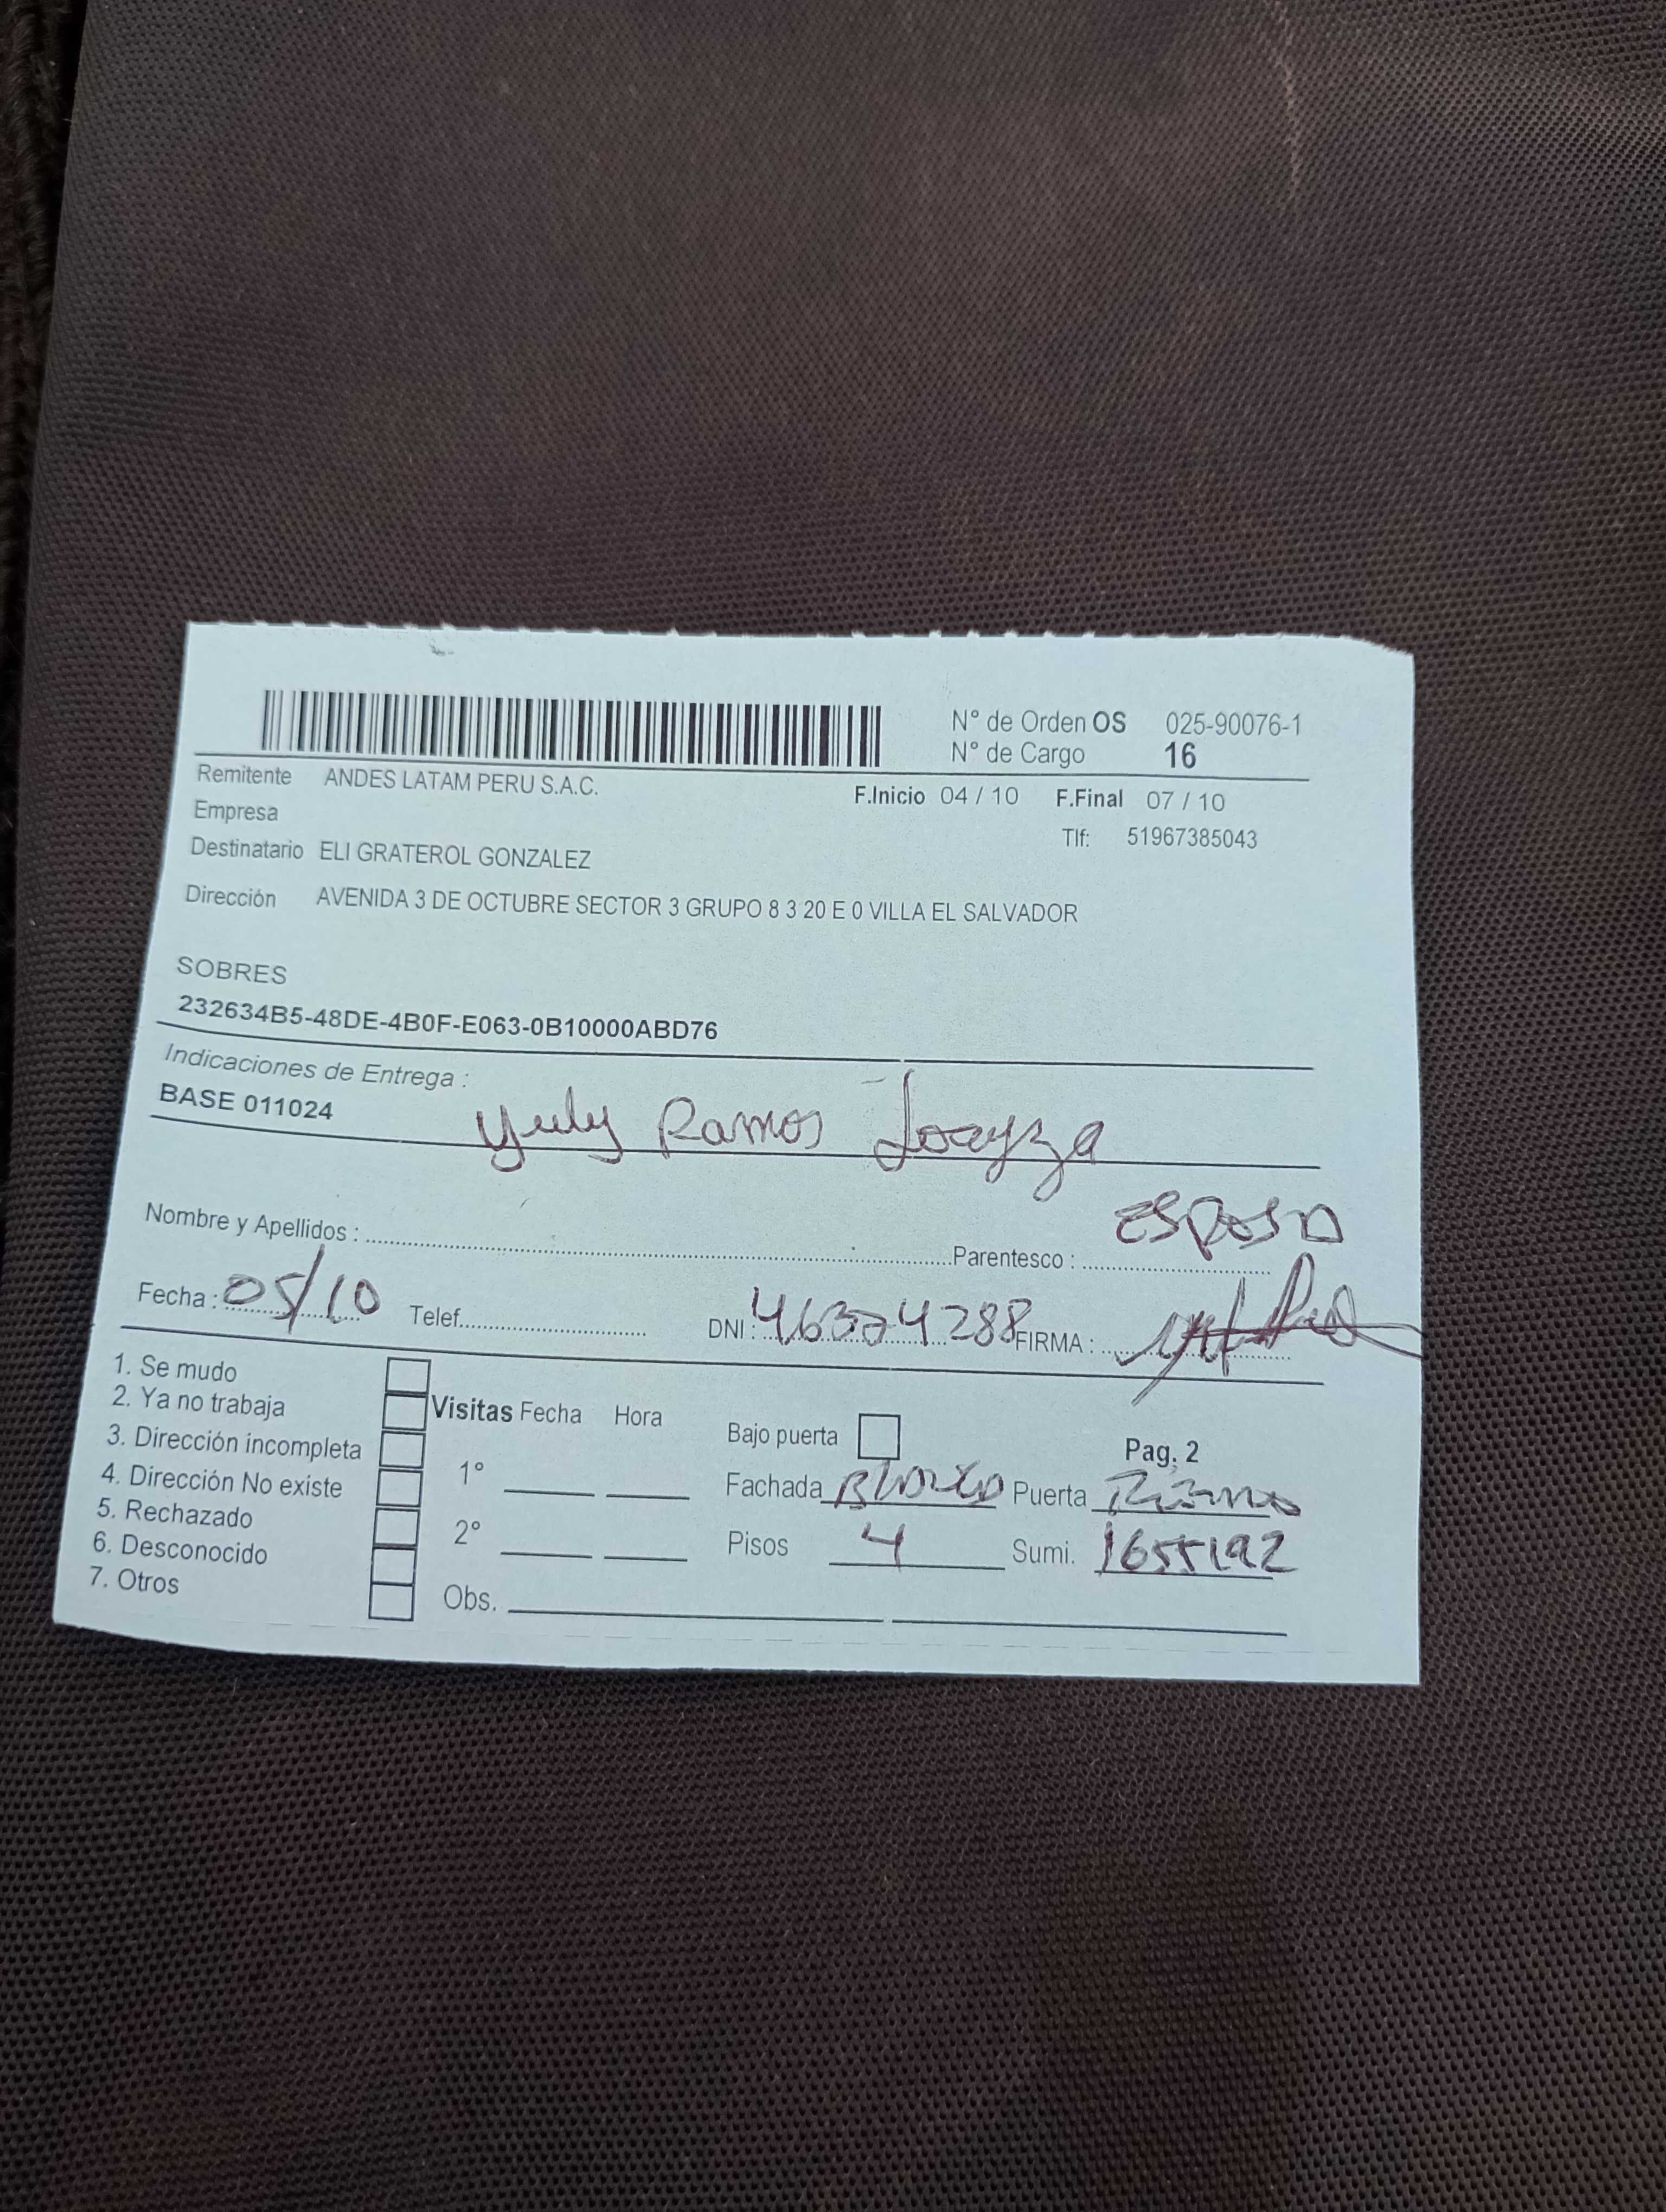 N° de Orden OS 025-90076-1
N° de Cargo 16
Remitente ANDES LATAM PERU S.A.C.
F.Inicio 04 / 10 F.Final 07 / 10
Empresa
Tlf: 51967385043
Destinatario ELI GRATEROL GONZALEZ
Dirección AVENIDA 3 DE OCTUBRE SECTOR 3 GRUPO 8 3 20 E 0 VILLA EL SALVADOR
SOBRES
232634B5-48DE-4B0F-E063-0B10000ABD76
Indicaciones de Entrega :
BASE 011024
Yuly Ramos Loayza
Nombre y Apellidos : Parentesco : ESPOSA
Fecha : 05/10 Telef. DNI : FIRMA :
1. Se mudo
2. Ya no trabaja
3. Dirección incompleta
4. Dirección No existe
5. Rechazado
6. Desconocido
7. Otros
Visitas Fecha Hora
1°
2°
Obs.
Bajo puerta
Pag. 2
Fachada Puerta
Pisos 4 Sumi. 1655192